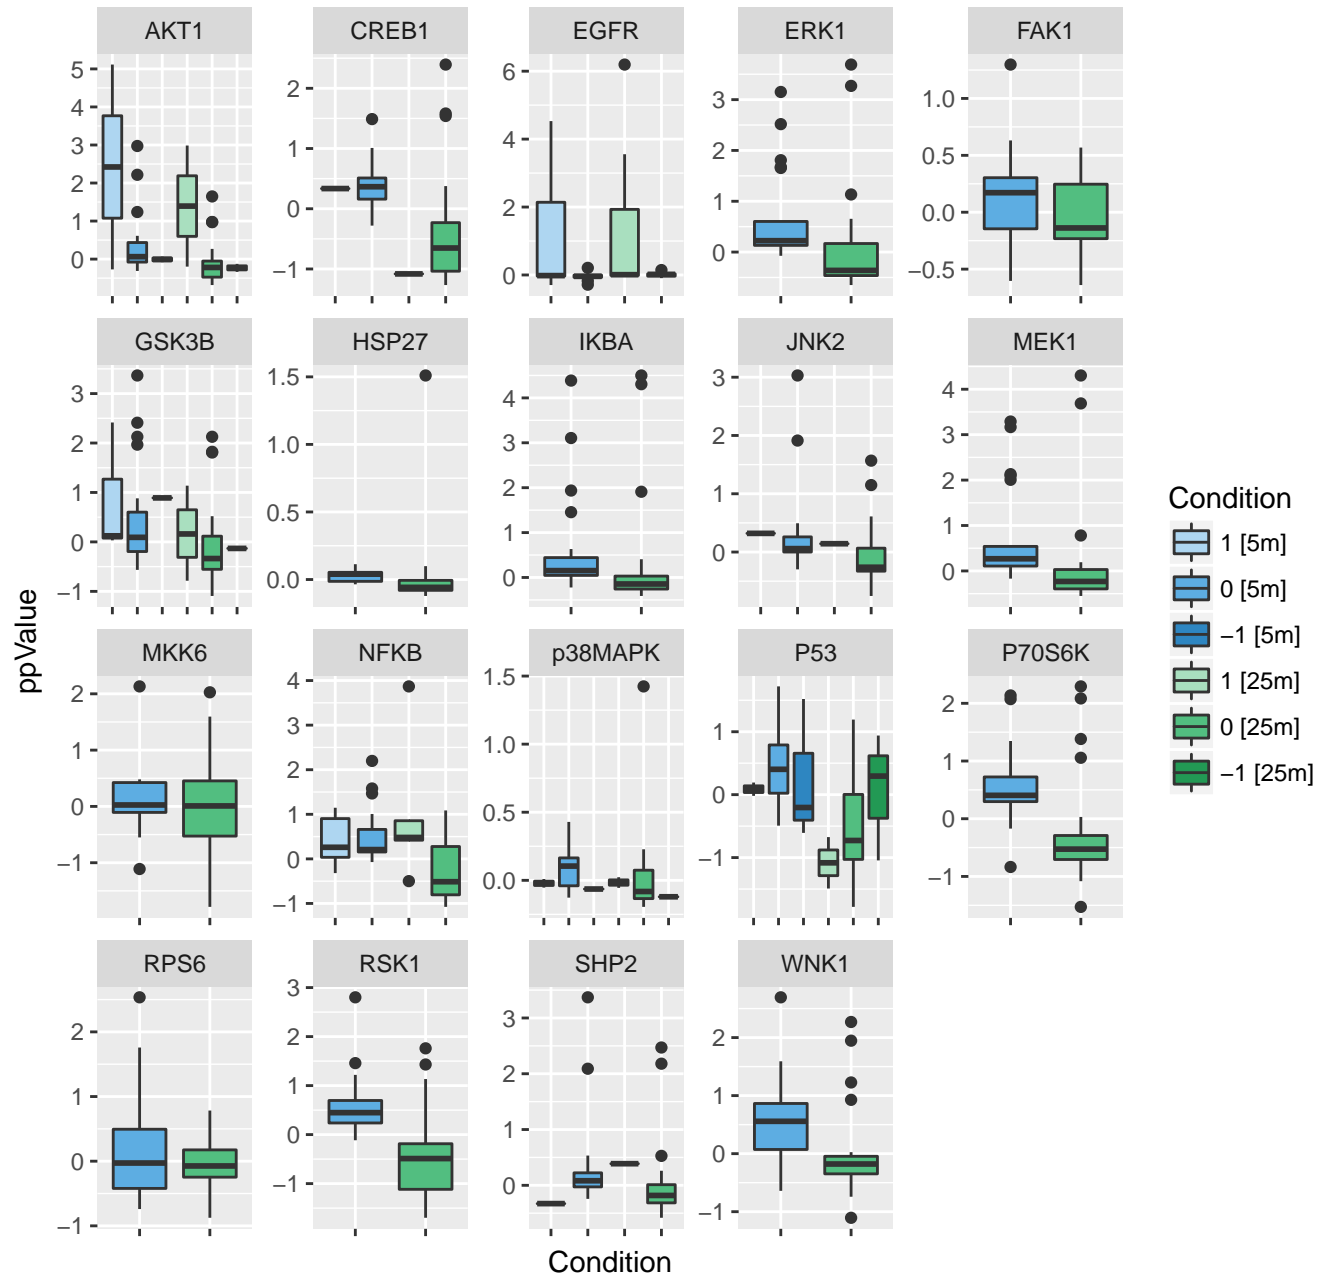 AKT1 CREB1 EGFR ERK1 FAK1
5 4 3 2 1 0
2 1 0 −1
6 4 2 0
3 2 1 0
1.0 0.5 0.0 −0.5
GSK3B HSP27 IKBA JNK2 MEK1
3 2 1 0 −1
1.5 1.0 0.5 0.0
4 3 2 1 0
3 2 1 0
4 3 2 1 0
MKK6 NFKB p38MAPK P53 P70S6K
2 1 0 −1
4 3 2 1 0 −1
1.5 1.0 0.5 0.0
1 0 −1
2 1 0 −1
RPS6 RSK1 SHP2 WNK1
2 1 0 −1
3 2 1 0 −1
3 2 1 0
2 1 0 −1
ppValue
Condition
Condition
1 [5m]
0 [5m]
−1 [5m]
1 [25m]
0 [25m]
−1 [25m]